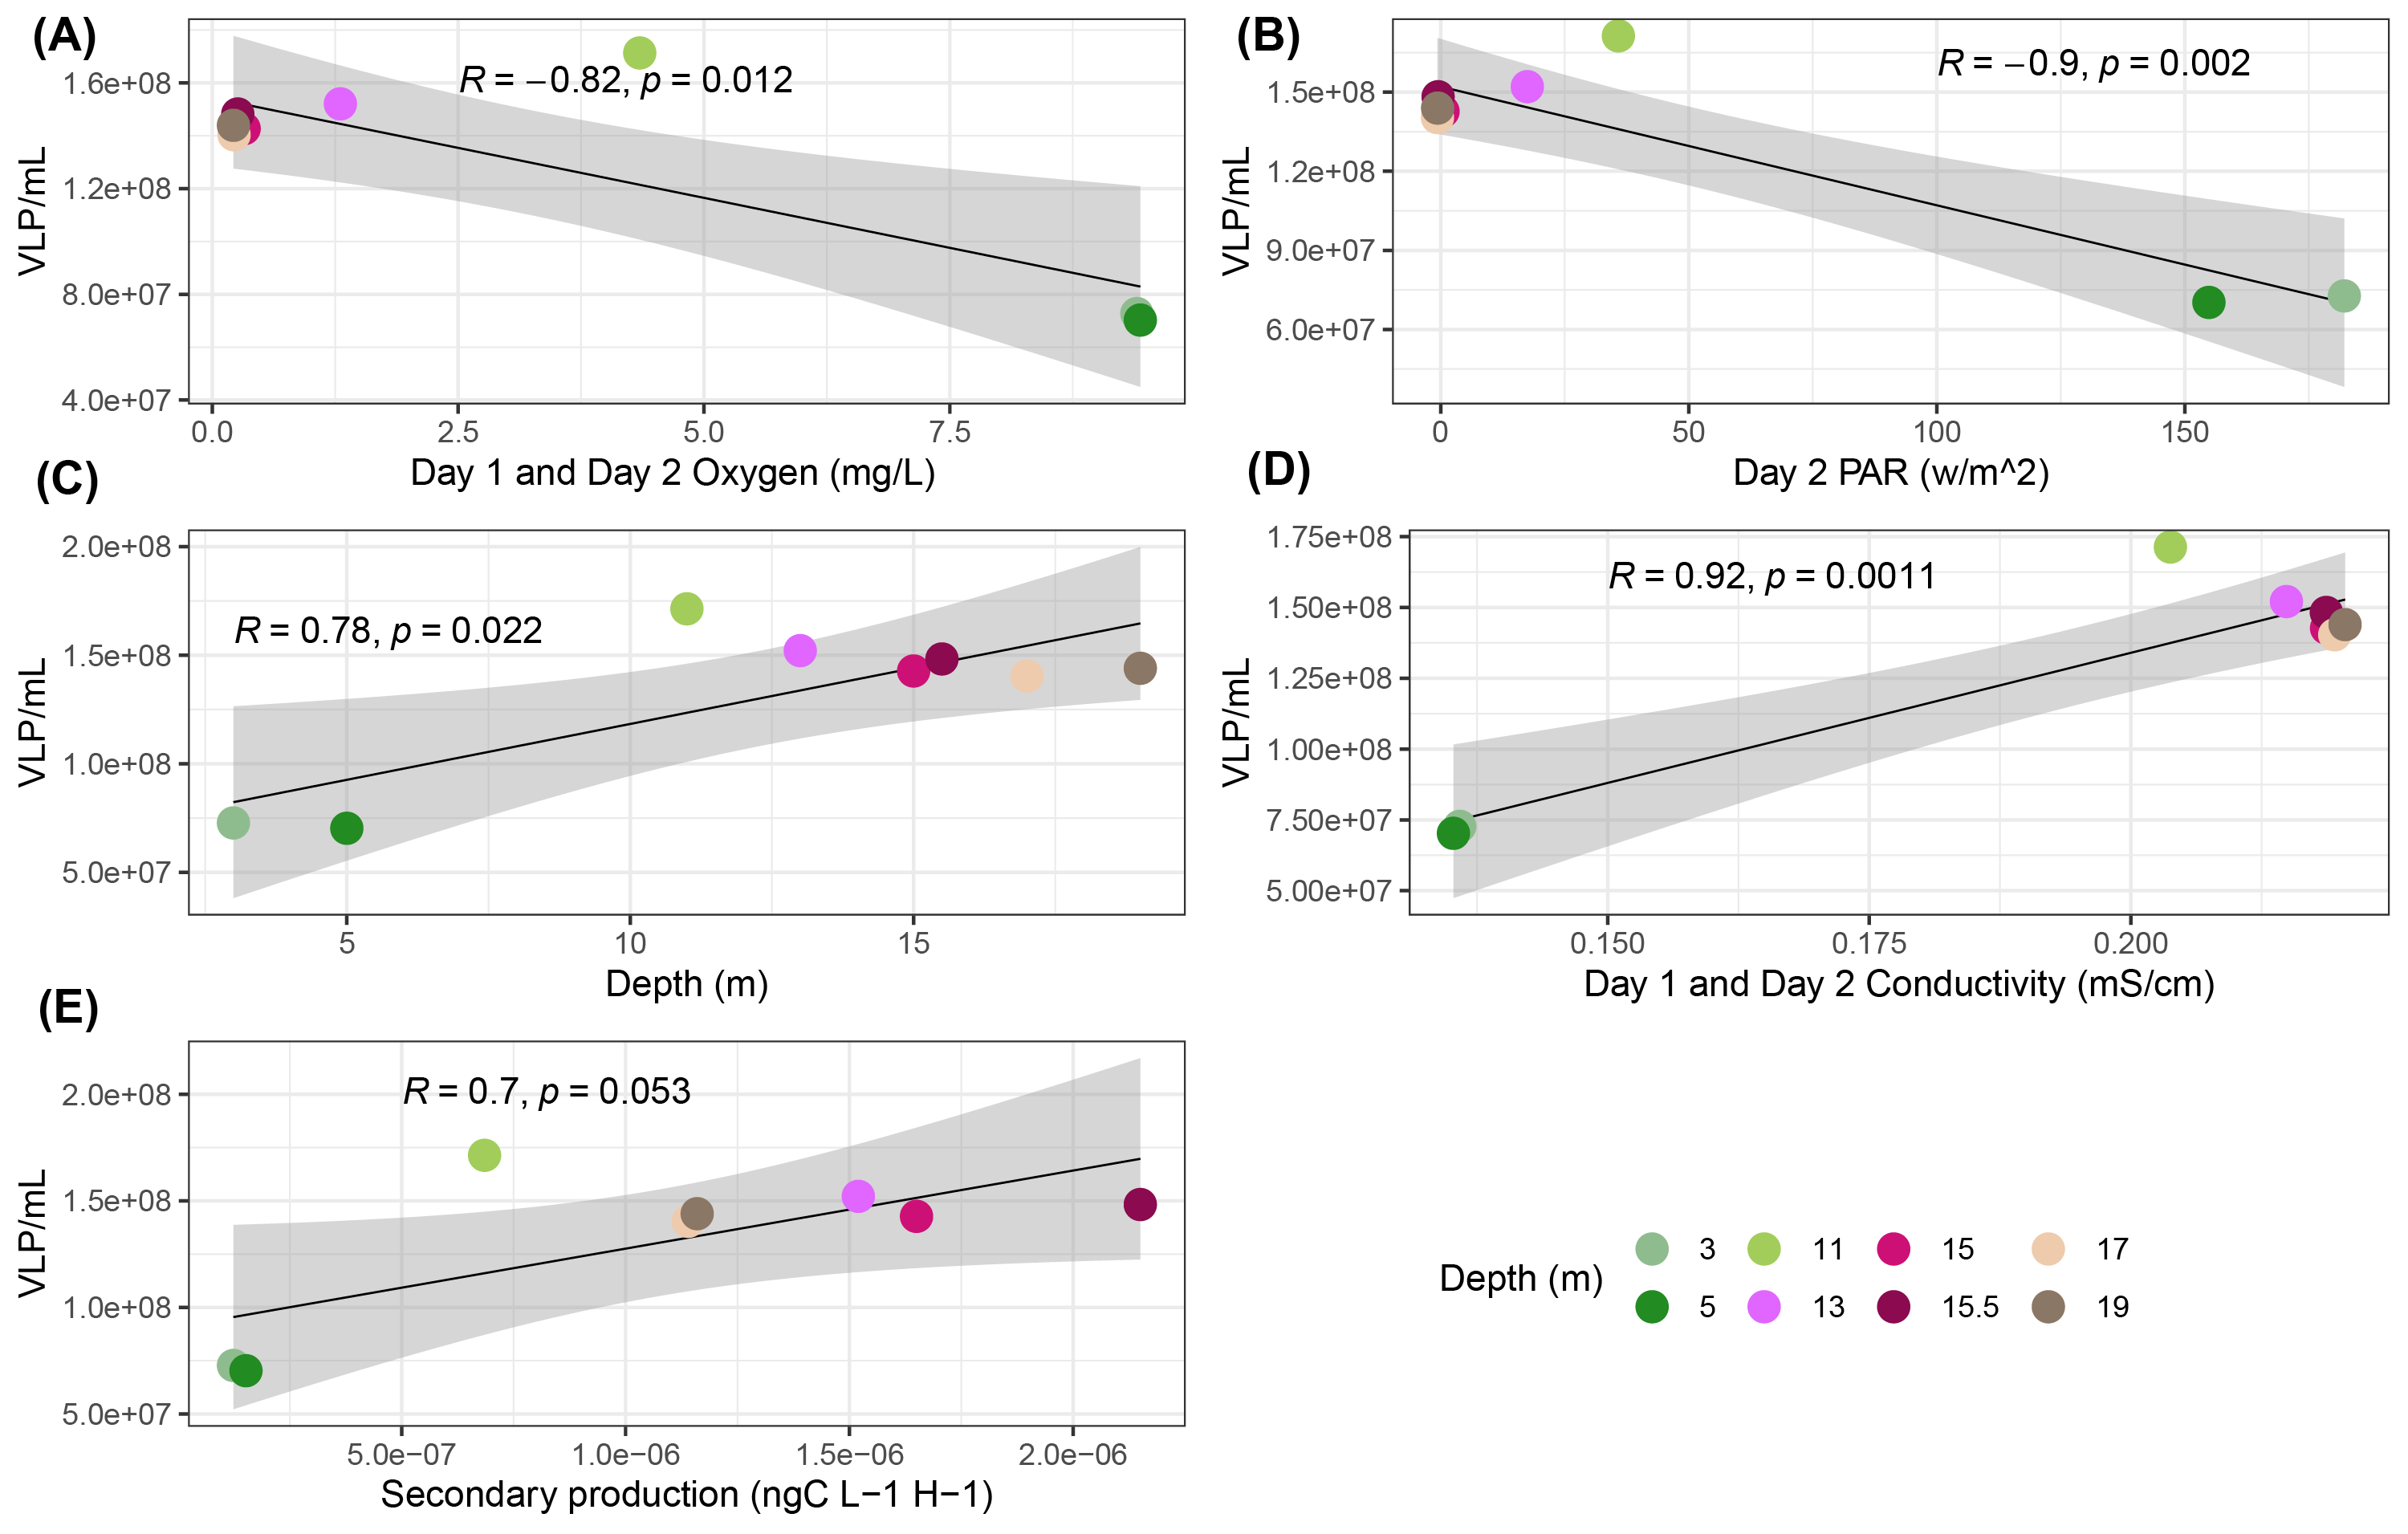 (A)
R = −0.82, p = 0.012
1.6e+08
1.2e+08
8.0e+07
4.0e+07
VLP/mL
0.0 2.5 5.0 7.5
Day 1 and Day 2 Oxygen (mg/L)
(B)
R = −0.9, p = 0.002
1.5e+08
1.2e+08
9.0e+07
6.0e+07
VLP/mL
0 50 100 150
Day 2 PAR (w/m^2)
(C)
R = 0.78, p = 0.022
2.0e+08
1.5e+08
1.0e+08
5.0e+07
VLP/mL
5 10 15
Depth (m)
(D)
R = 0.92, p = 0.0011
1.75e+08
1.50e+08
1.25e+08
1.00e+08
7.50e+07
5.00e+07
VLP/mL
0.150 0.175 0.200
Day 1 and Day 2 Conductivity (mS/cm)
(E)
R = 0.7, p = 0.053
2.0e+08
1.5e+08
1.0e+08
5.0e+07
VLP/mL
5.0e−07 1.0e−06 1.5e−06 2.0e−06
Secondary production (ngC L−1 H−1)
Depth (m)
3 11 15 17
5 13 15.5 19